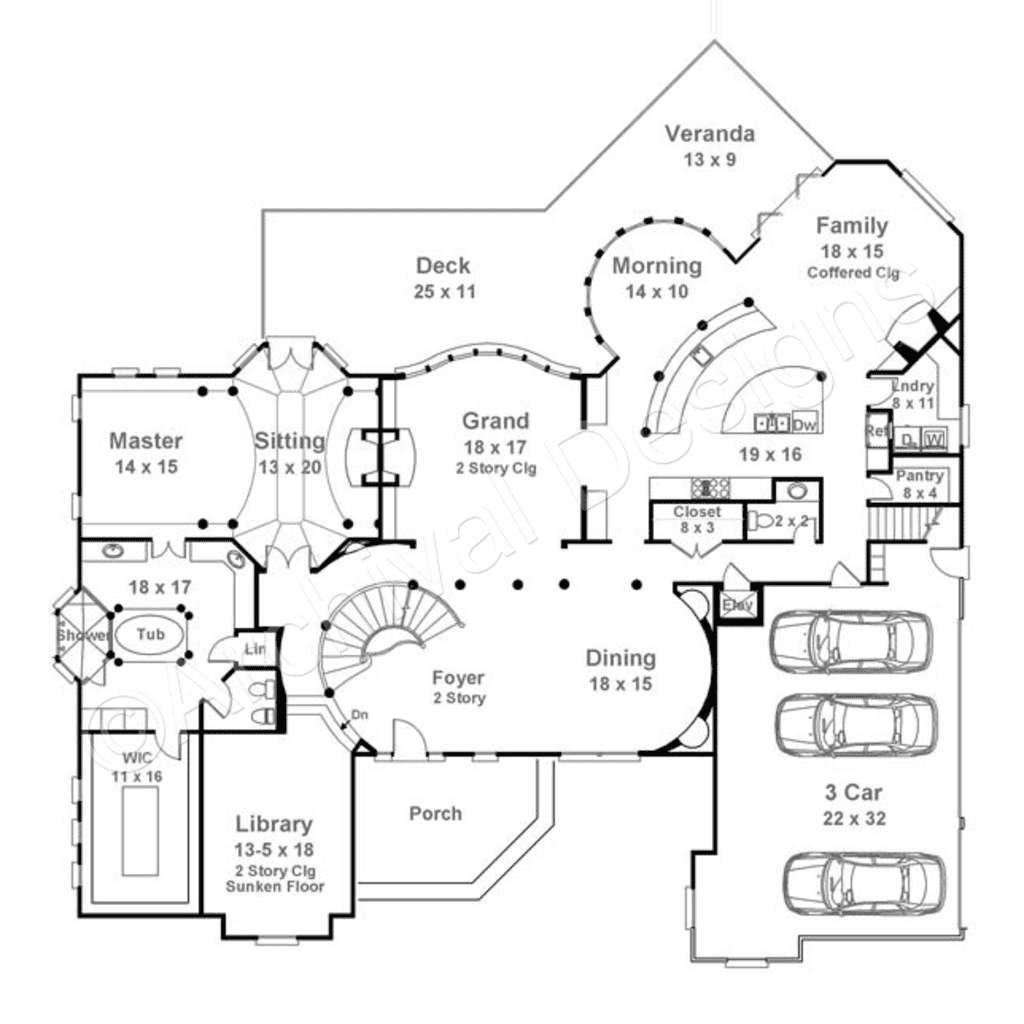 Veranda
13 x 9
Family
18 x 15
Coffered Clg
Deck
25 x 11
Morning
14 x 10
Lndry
8 x 11
Master
14 x 15
Sitting
13 x 20
Grand
18 x 17
2 Story Clg
Dw
Ref
D
W
19 x 16
Pantry
8 x 4
Closet
8 x 3
2 x 2
18 x 17
Shower
Tub
Lin
Elev
Foyer
2 Story
Dining
18 x 15
Dn
WIC
11 x 16
Library
13-5 x 18
2 Story Clg
Sunken Floor
Porch
3 Car
22 x 32
©Archival Designs